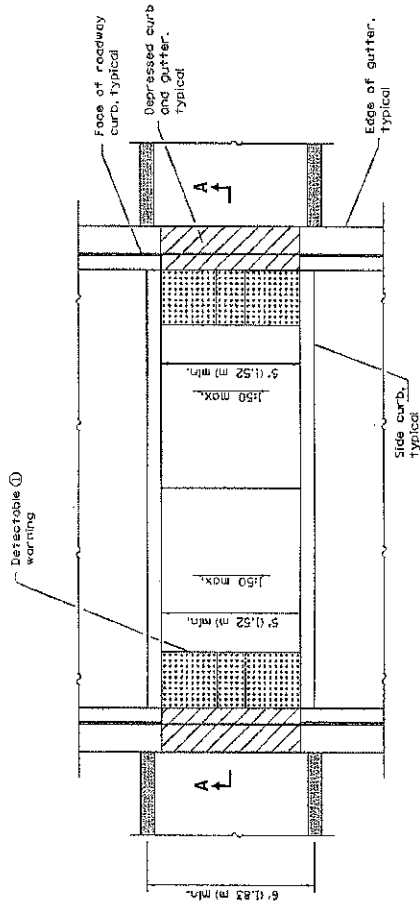 Face of roadway
curb, typical
Depressed curb
and gutter,
typical
Edge of gutter,
typical
Detectable ①
warning
A
A
5' (1.52 m) min.
1:50 max.
1:50 max.
5' (1.52 m) min.
6' (1.83 m) min.
Side curb,
typical